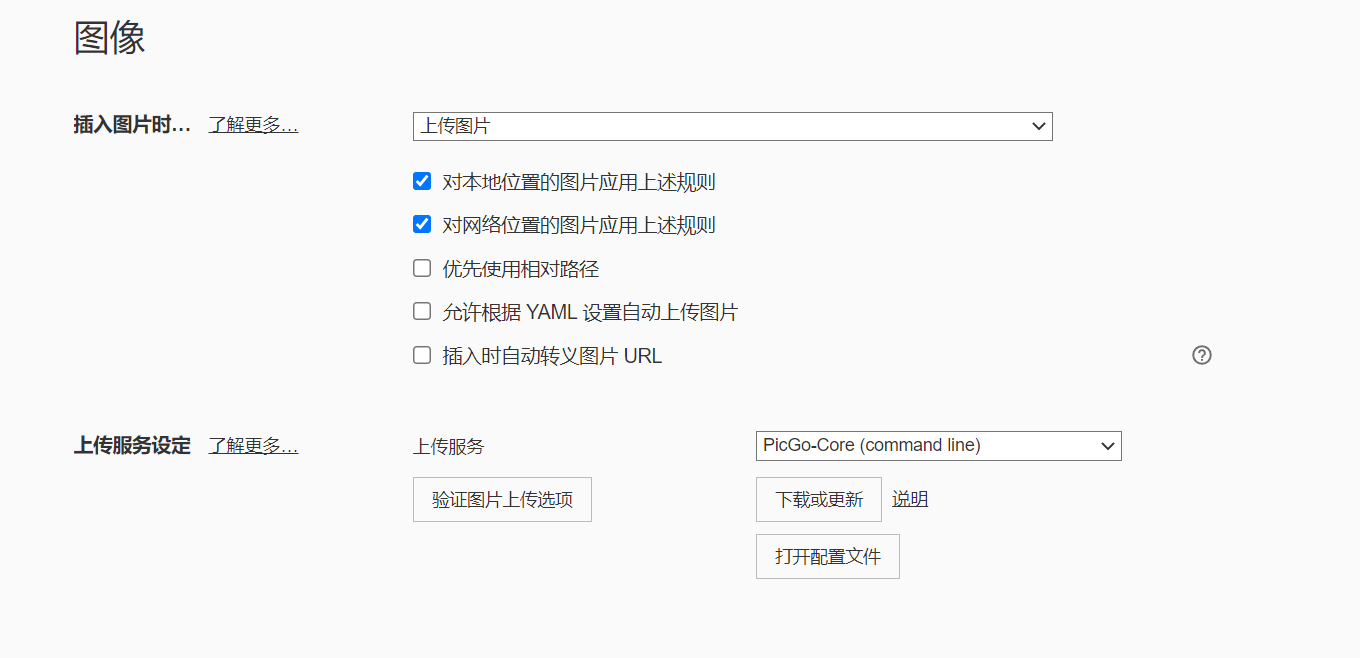 图像
插入图片时... 了解更多... 上传图片
对本地位置的图片应用上述规则
对网络位置的图片应用上述规则
优先使用相对路径
允许根据 YAML 设置自动上传图片
插入时自动转义图片 URL ?
上传服务设定 了解更多... 上传服务 PicGo-Core (command line)
验证图片上传选项 下载或更新 说明
打开配置文件